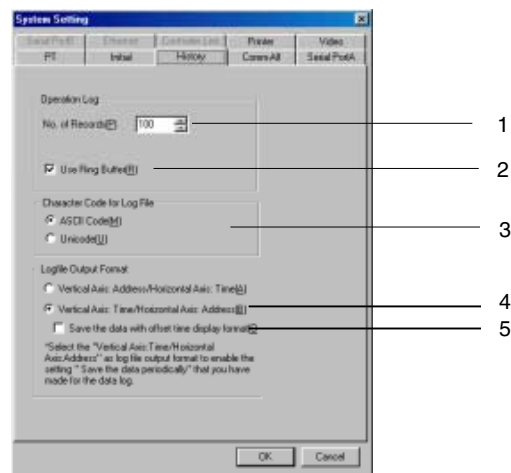 System Setting
Serial PortB Ethernet Controller Link Printer Video
PT Initial History Comm-All Serial PortA
Operation Log
No. of Records(P) 100
1
Use Ring Buffer(R)
2
Character Code for Log File
ASCII Code(M)
3
Unicode(U)
Logfile Output Format
Vertical Axis: Address/Horizontal Axis: Time(A)
Vertical Axis: Time/Horizontal Axis: Address(B)
4
Save the data with offset time display format
5
*Select the "Vertical Axis:Time/Horizontal
Axis:Address" as log file output format to enable the
setting " Save the data periodically" that you have
made for the data log.
OK Cancel